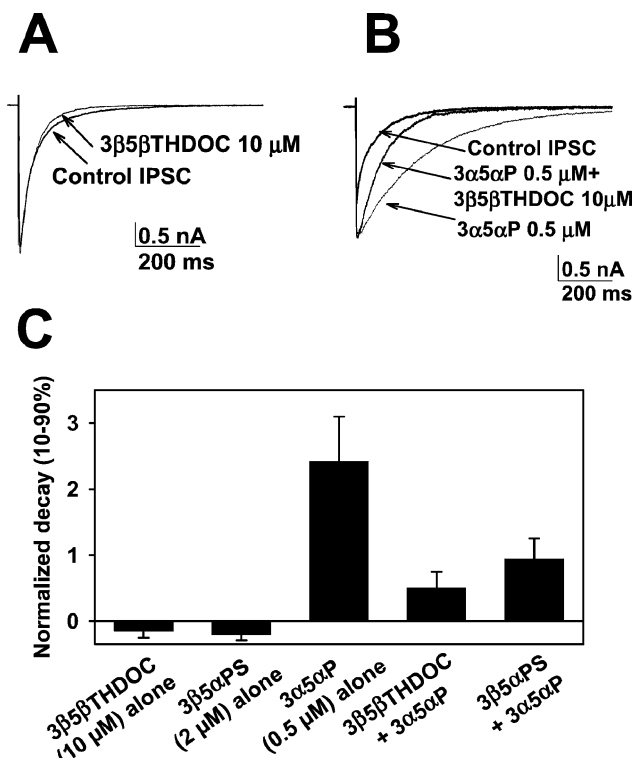 A
3β5βTHDOC 10 μM
Control IPSC
0.5 nA
200 ms
B
Control IPSC
3α5αP 0.5 μM+
3β5βTHDOC 10μM
3α5αP 0.5 μM
0.5 nA
200 ms
C
Normalized decay (10-90%)
3
2
1
0
3β5βTHDOC
(10 μM) alone
3β5αPS
(2 μM) alone
3α5αP
(0.5 μM) alone
3β5βTHDOC
+ 3α5αP
3β5αPS
+ 3α5αP